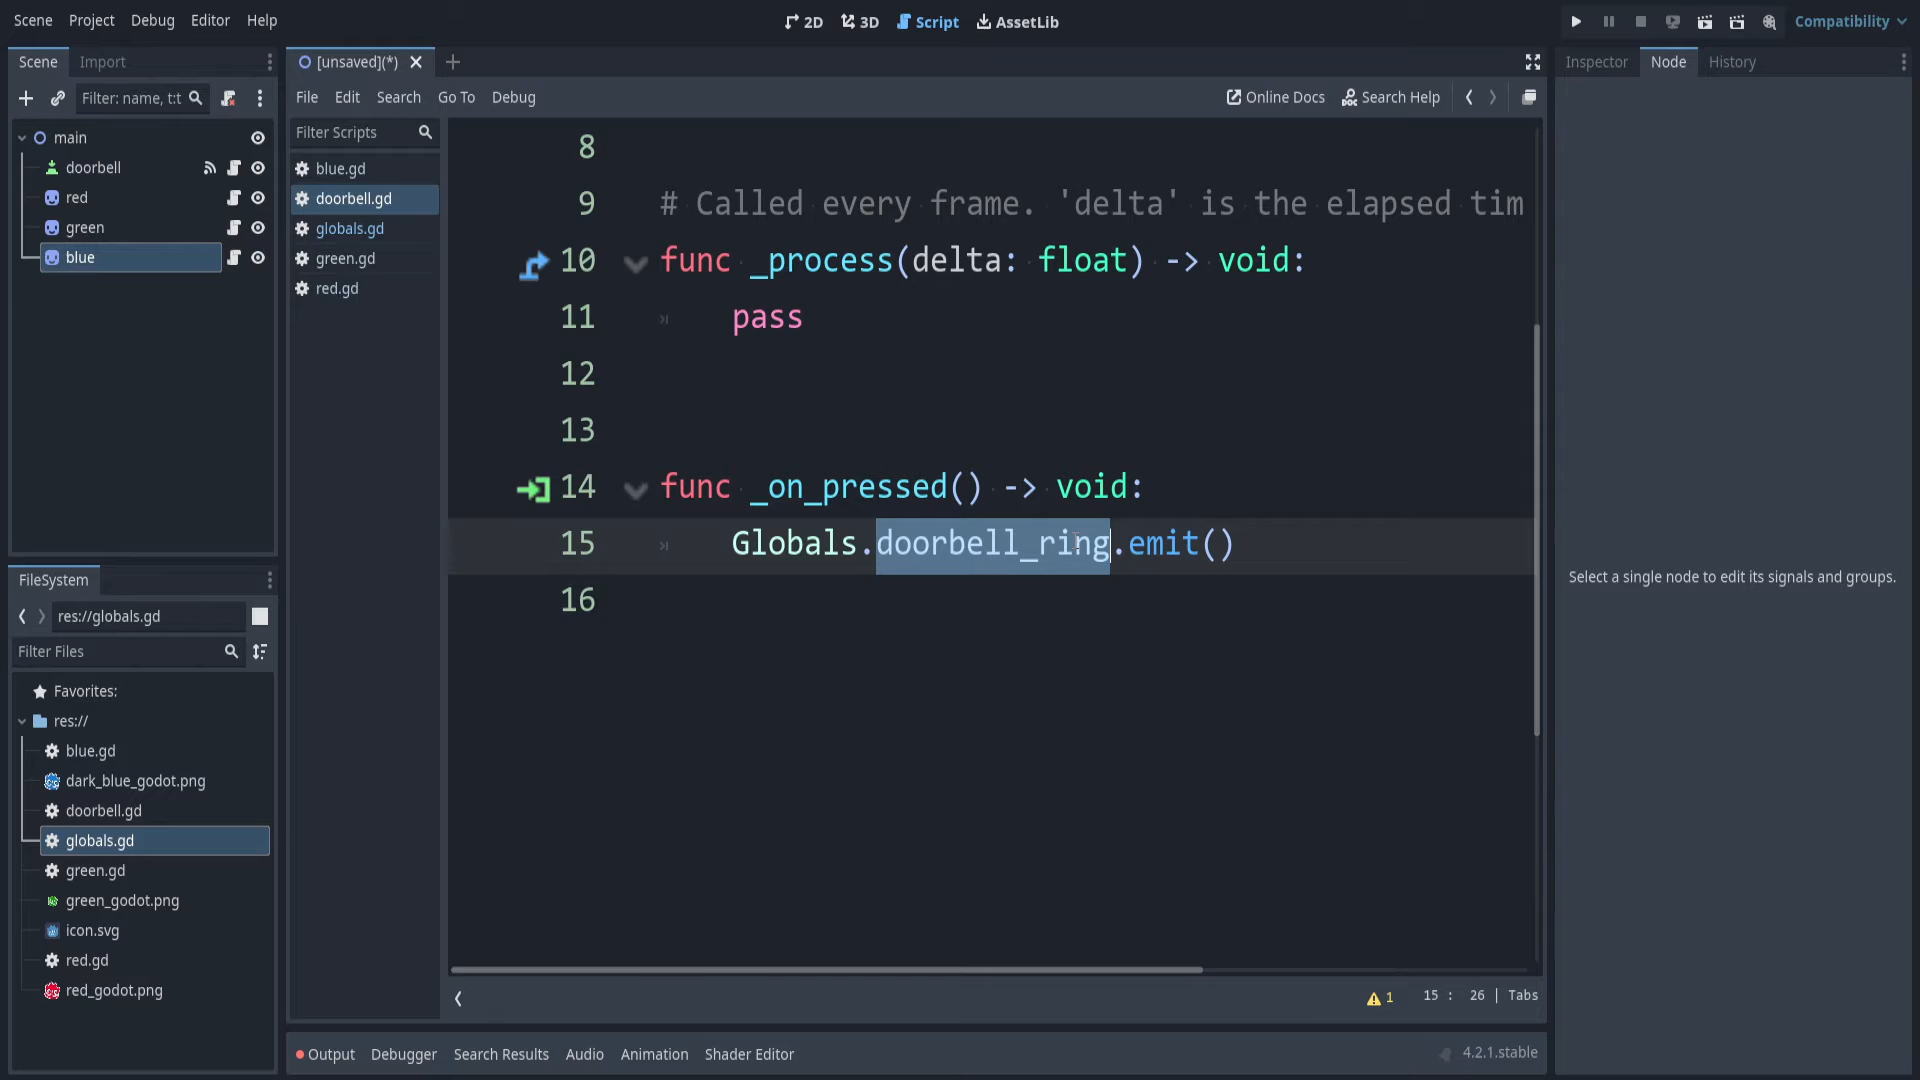 Scene Project Debug Editor Help
2D 3D Script AssetLib
Compatibility
Scene Import
Filter: name, t:t
main
doorbell
red
green
blue
FileSystem
res://globals.gd
Filter Files
Favorites:
res://
blue.gd
dark_blue_godot.png
doorbell.gd
globals.gd
green.gd
green_godot.png
icon.svg
red.gd
red_godot.png
[unsaved](*)
File Edit Search Go To Debug
Online Docs Search Help
Filter Scripts
blue.gd
doorbell.gd
globals.gd
green.gd
red.gd
8
9 # Called every frame. 'delta' is the elapsed tim
10 func _process(delta: float) -> void:
11 pass
12
13
14 func _on_pressed() -> void:
15 Globals.doorbell_ring.emit()
16
1 15 : 26 | Tabs
Output Debugger Search Results Audio Animation Shader Editor
4.2.1.stable
Inspector Node History
Select a single node to edit its signals and groups.